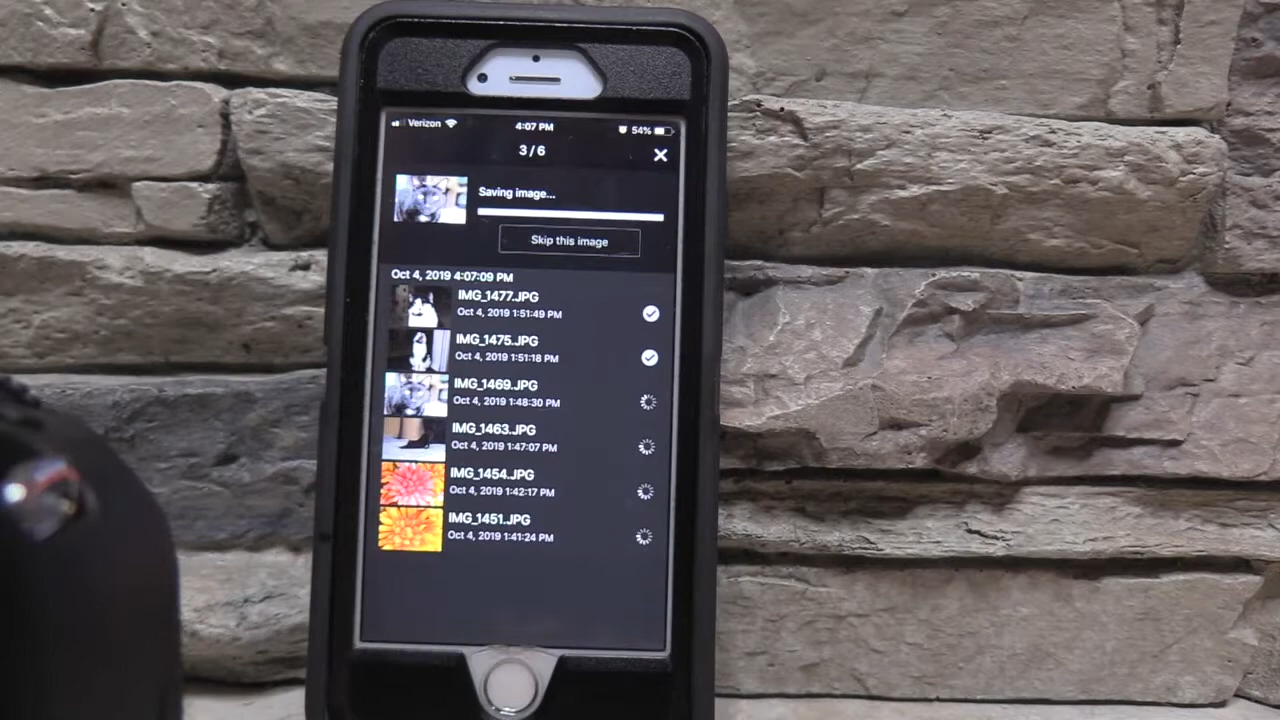 Verizon 4:07 PM 54%
3 / 6
Saving image...
Skip this image
Oct 4, 2019 4:07:09 PM
IMG_1477.JPG
Oct 4, 2019 1:51:49 PM
IMG_1475.JPG
Oct 4, 2019 1:51:18 PM
IMG_1469.JPG
Oct 4, 2019 1:48:30 PM
IMG_1463.JPG
Oct 4, 2019 1:47:07 PM
IMG_1454.JPG
Oct 4, 2019 1:42:17 PM
IMG_1451.JPG
Oct 4, 2019 1:41:24 PM